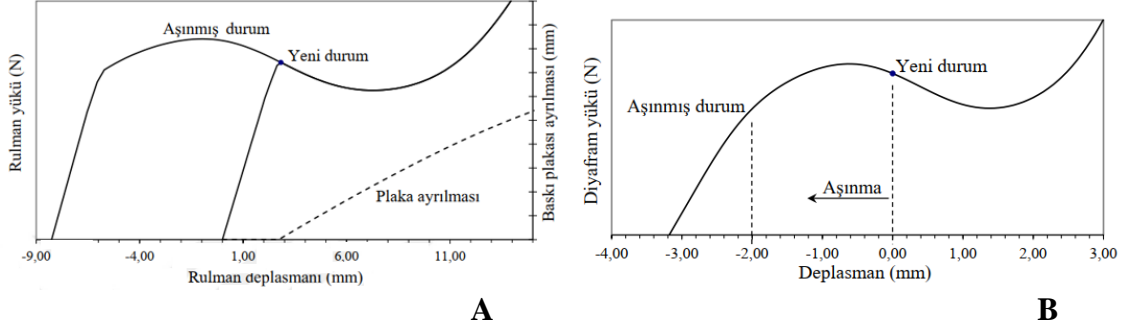 Rulman yükü (N)
Aşınmış durum
Yeni durum
Plaka ayrılması
Baskı plakası ayrılması (mm)
-9,00 -4,00 1,00 6,00 11,00
Rulman deplasmanı (mm)
A
Diyafram yükü (N)
Yeni durum
Aşınmış durum
Aşınma
-4,00 -3,00 -2,00 -1,00 0,00 1,00 2,00 3,00
Deplasman (mm)
B